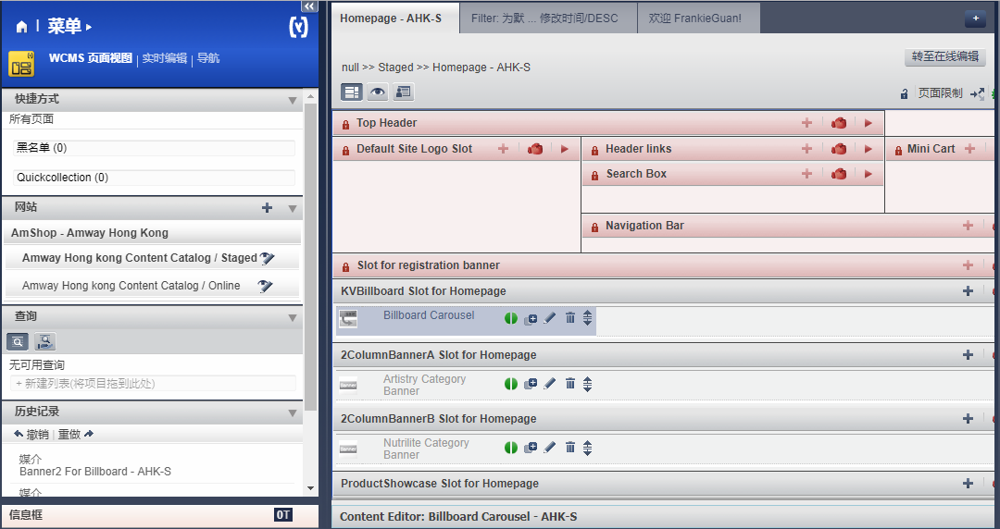 菜单
WCMS 页面视图 | 实时编辑 | 导航
快捷方式
所有页面
黑名单 (0)
Quickcollection (0)
网站
AmShop - Amway Hong Kong
Amway Hong kong Content Catalog / Staged
Amway Hong kong Content Catalog / Online
查询
无可用查询
+ 新建列表(将项目拖到此处)
历史记录
撤销 | 重做
媒介
Banner2 For Billboard - AHK-S
媒介
信息框
OT
Homepage - AHK-S
Filter: 为默 ... 修改时间/DESC
欢迎 FrankieGuan!
转至在线编辑
null >> Staged >> Homepage - AHK-S
页面限制
Top Header
Default Site Logo Slot
Header links
Mini Cart
Search Box
Navigation Bar
Slot for registration banner
KVBillboard Slot for Homepage
Billboard Carousel
2ColumnBannerA Slot for Homepage
Banner
Artistry Category
Banner
2ColumnBannerB Slot for Homepage
Banner
Nutrilite Category
Banner
ProductShowcase Slot for Homepage
Content Editor: Billboard Carousel - AHK-S